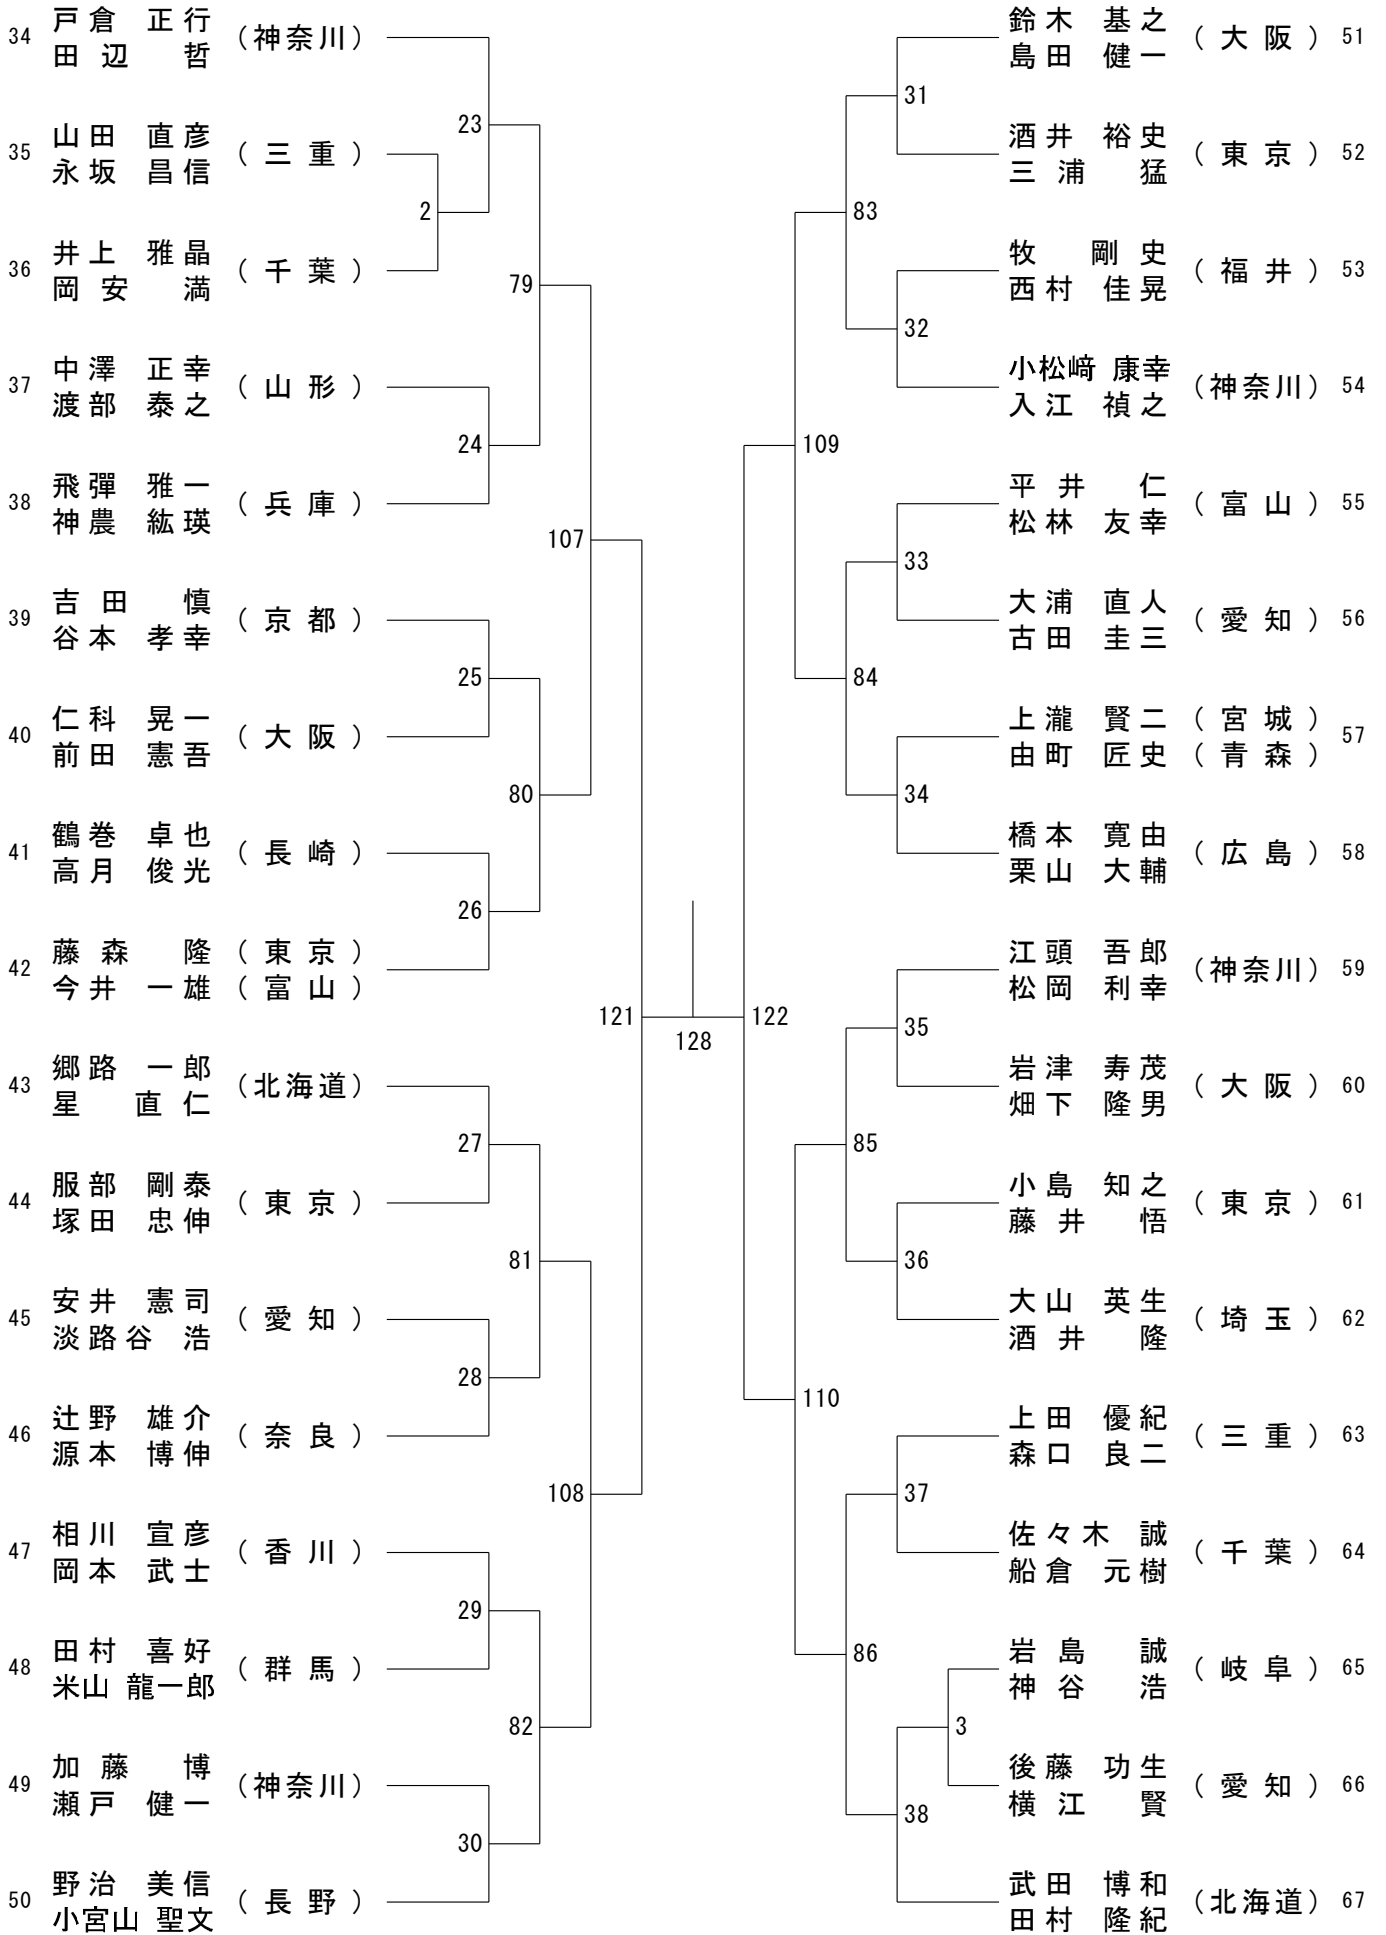 34 戸倉 正行 (神奈川)
田辺 哲
35 山田 直彦 (三重)
永坂 昌信
36 井上 雅晶 (千葉)
岡安 満
37 中澤 正幸 (山形)
渡部 泰之
38 飛彈 雅一 (兵庫)
神農 紘瑛
39 吉田 慎 (京都)
谷本 孝幸
40 仁科 晃一 (大阪)
前田 憲吾
41 鶴巻 卓也 (長崎)
高月 俊光
42 藤森 隆 (東京)
今井 一雄 (富山)
43 郷路 一郎 (北海道)
星 直仁
44 服部 剛泰 (東京)
塚田 忠伸
45 安井 憲司 (愛知)
淡路谷 浩
46 辻野 雄介 (奈良)
源本 博伸
47 相川 宣彦 (香川)
岡本 武士
48 田村 喜好 (群馬)
米山 龍一郎
49 加藤 博 (神奈川)
瀬戸 健一
50 野治 美信 (長野)
小宮山 聖文
23
2
79
24
107
25
80
26
121
27
81
28
108
29
82
30
128
122
31
83
32
109
33
84
34
35
85
36
110
37
86
3
38
鈴木 基之 (大阪) 51
島田 健一
酒井 裕史 (東京) 52
三浦 猛
牧 剛史 (福井) 53
西村 佳晃
小松﨑 康幸 (神奈川) 54
入江 禎之
平井 仁 (富山) 55
松林 友幸
大浦 直人 (愛知) 56
古田 圭三
上瀧 賢二 (宮城) 57
由町 匠史 (青森)
橋本 寛由 (広島) 58
栗山 大輔
江頭 吾郎 (神奈川) 59
松岡 利幸
岩津 寿茂 (大阪) 60
畑下 隆男
小島 知之 (東京) 61
藤井 悟
大山 英生 (埼玉) 62
酒井 隆
上田 優紀 (三重) 63
森口 良二
佐々木 誠 (千葉) 64
船倉 元樹
岩島 誠 (岐阜) 65
神谷 浩
後藤 功生 (愛知) 66
横江 賢
武田 博和 (北海道) 67
田村 隆紀